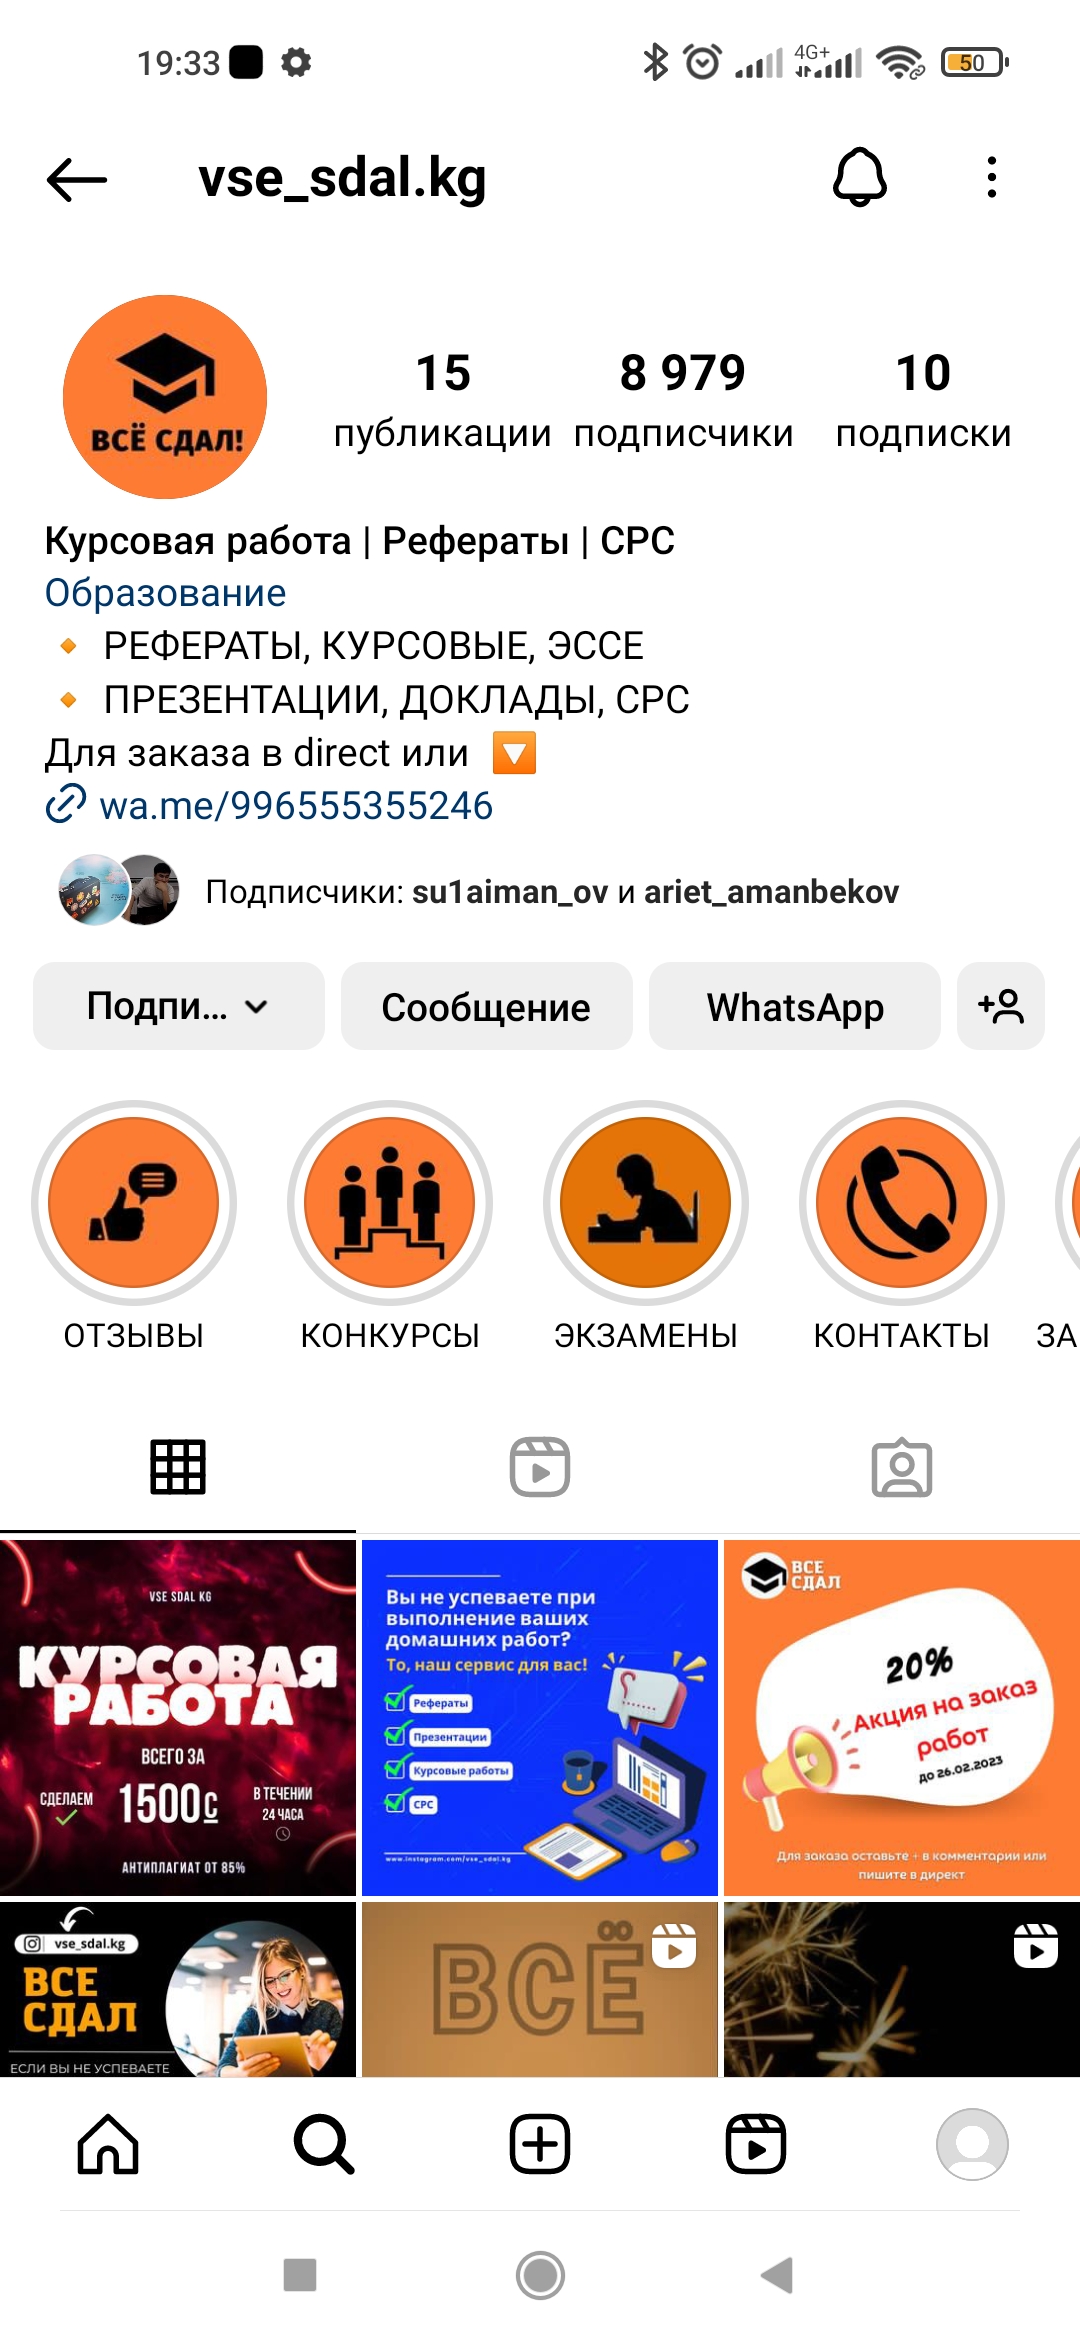 19:33
4G+
50
vse_sdal.kg
ВСЁ СДАЛ!
15
8 979
10
публикации
подписчики
подписки
Курсовая работа | Рефераты | СРС
Образование
РЕФЕРАТЫ, КУРСОВЫЕ, ЭССЕ
ПРЕЗЕНТАЦИИ, ДОКЛАДЫ, СРС
Для заказа в direct или
wa.me/996555355246
Подписчики: su1aiman_ov и ariet_amanbekov
Подпи...
Сообщение
WhatsApp
ОТЗЫВЫ
КОНКУРСЫ
ЭКЗАМЕНЫ
КОНТАКТЫ
ЗА
VSE SDAL KG
КУРСОВАЯ
РАБОТА
ВСЕГО ЗА
СДЕЛАЕМ
1500с
В ТЕЧЕНИИ
24 ЧАСА
АНТИПЛАГИАТ ОТ 85%
Вы не успеваете при
выполнение ваших
домашних работ?
То, наш сервис для вас!
Рефераты
Презентации
Курсовые работы
СРС
www.instagram.com/vse_sdal.kg
ВСЕ
СДАЛ
20%
Акция на заказ
работ
до 26.02.2023
Для заказа оставьте + в комментарии или
пишите в директ
vse_sdal.kg
ВСЕ
СДАЛ
ЕСЛИ ВЫ НЕ УСПЕВАЕТЕ
ВСЁ